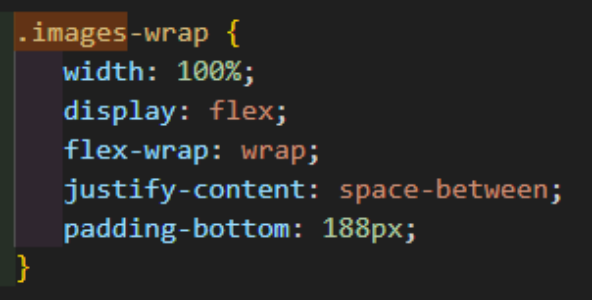 .images-wrap {
width: 100%;
display: flex;
flex-wrap: wrap;
justify-content: space-between;
padding-bottom: 188px;
}